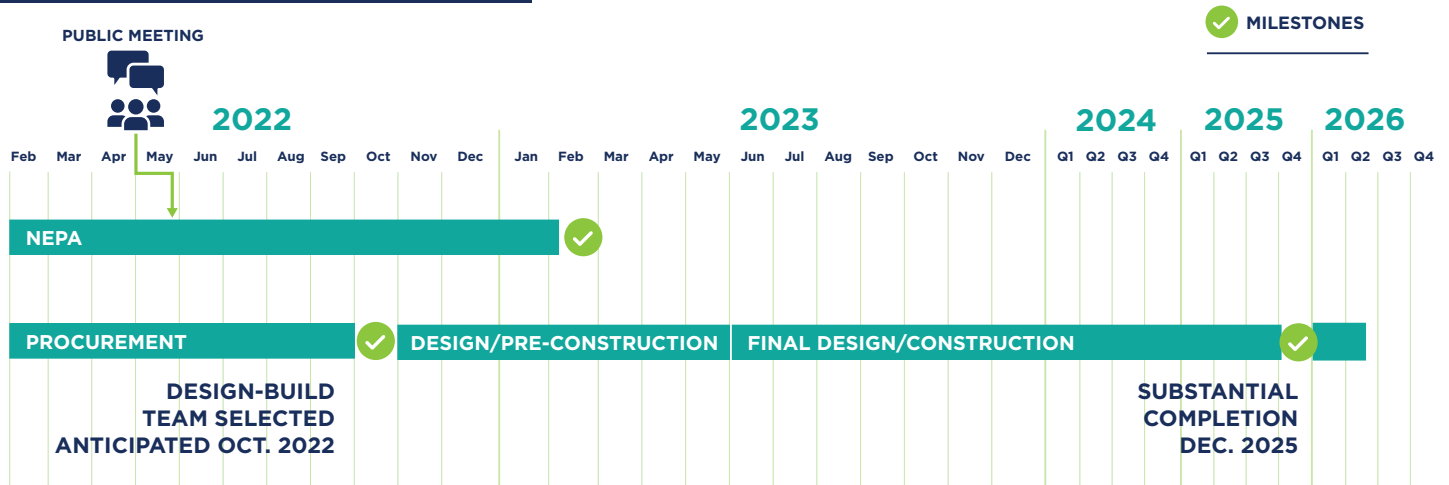 MILESTONES
PUBLIC MEETING
2022
2023
2024
2025
2026
Feb Mar Apr May Jun Jul Aug Sep Oct Nov Dec Jan Feb Mar Apr May Jun Jul Aug Sep Oct Nov Dec Q1 Q2 Q3 Q4 Q1 Q2 Q3 Q4 Q1 Q2 Q3 Q4
NEPA
PROCUREMENT
DESIGN/PRE-CONSTRUCTION
FINAL DESIGN/CONSTRUCTION
DESIGN-BUILD
TEAM SELECTED
ANTICIPATED OCT. 2022
SUBSTANTIAL
COMPLETION
DEC. 2025